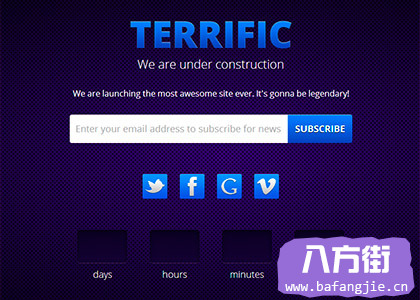 TERRIFIC
We are under construction
We are launching the most awesome site ever. It's gonna be legendary!
Enter your email address to subscribe for news
SUBSCRIBE
days
hours
minutes
八方街
www.bafangjie.cn